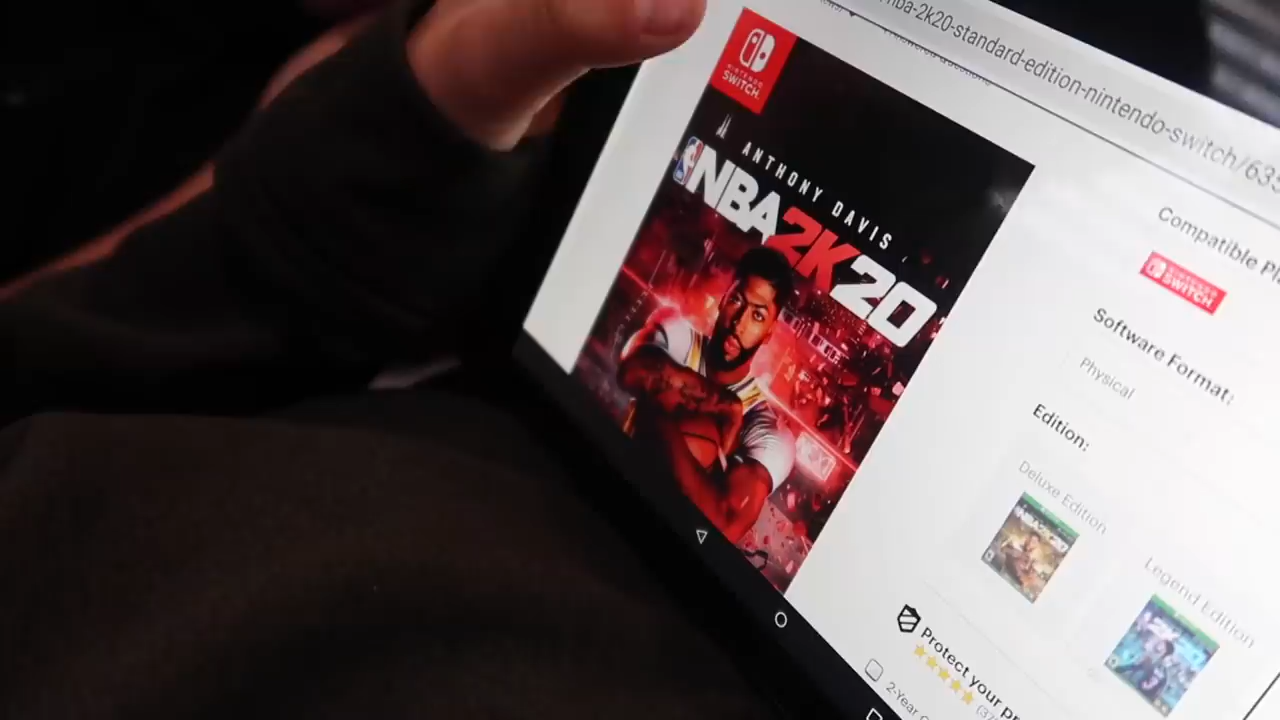 nba-2k20-standard-edition-nintendo-switch/635
NINTENDO
SWITCH
ANTHONY DAVIS
NBA 2K20
Compatible Pl
NINTENDO
SWITCH
Software Format:
Physical
Edition:
Deluxe Edition
Legend Edition
Protect your pr
2-Year